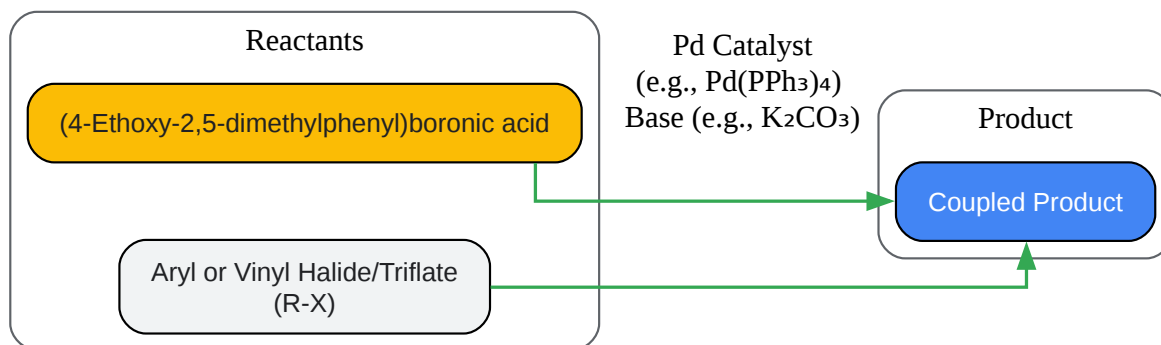 Reactants
(4-Ethoxy-2,5-dimethylphenyl)boronic acid
Aryl or Vinyl Halide/Triflate
(R-X)
Pd Catalyst
(e.g., Pd(PPh₃)₄)
Base (e.g., K₂CO₃)
Product
Coupled Product